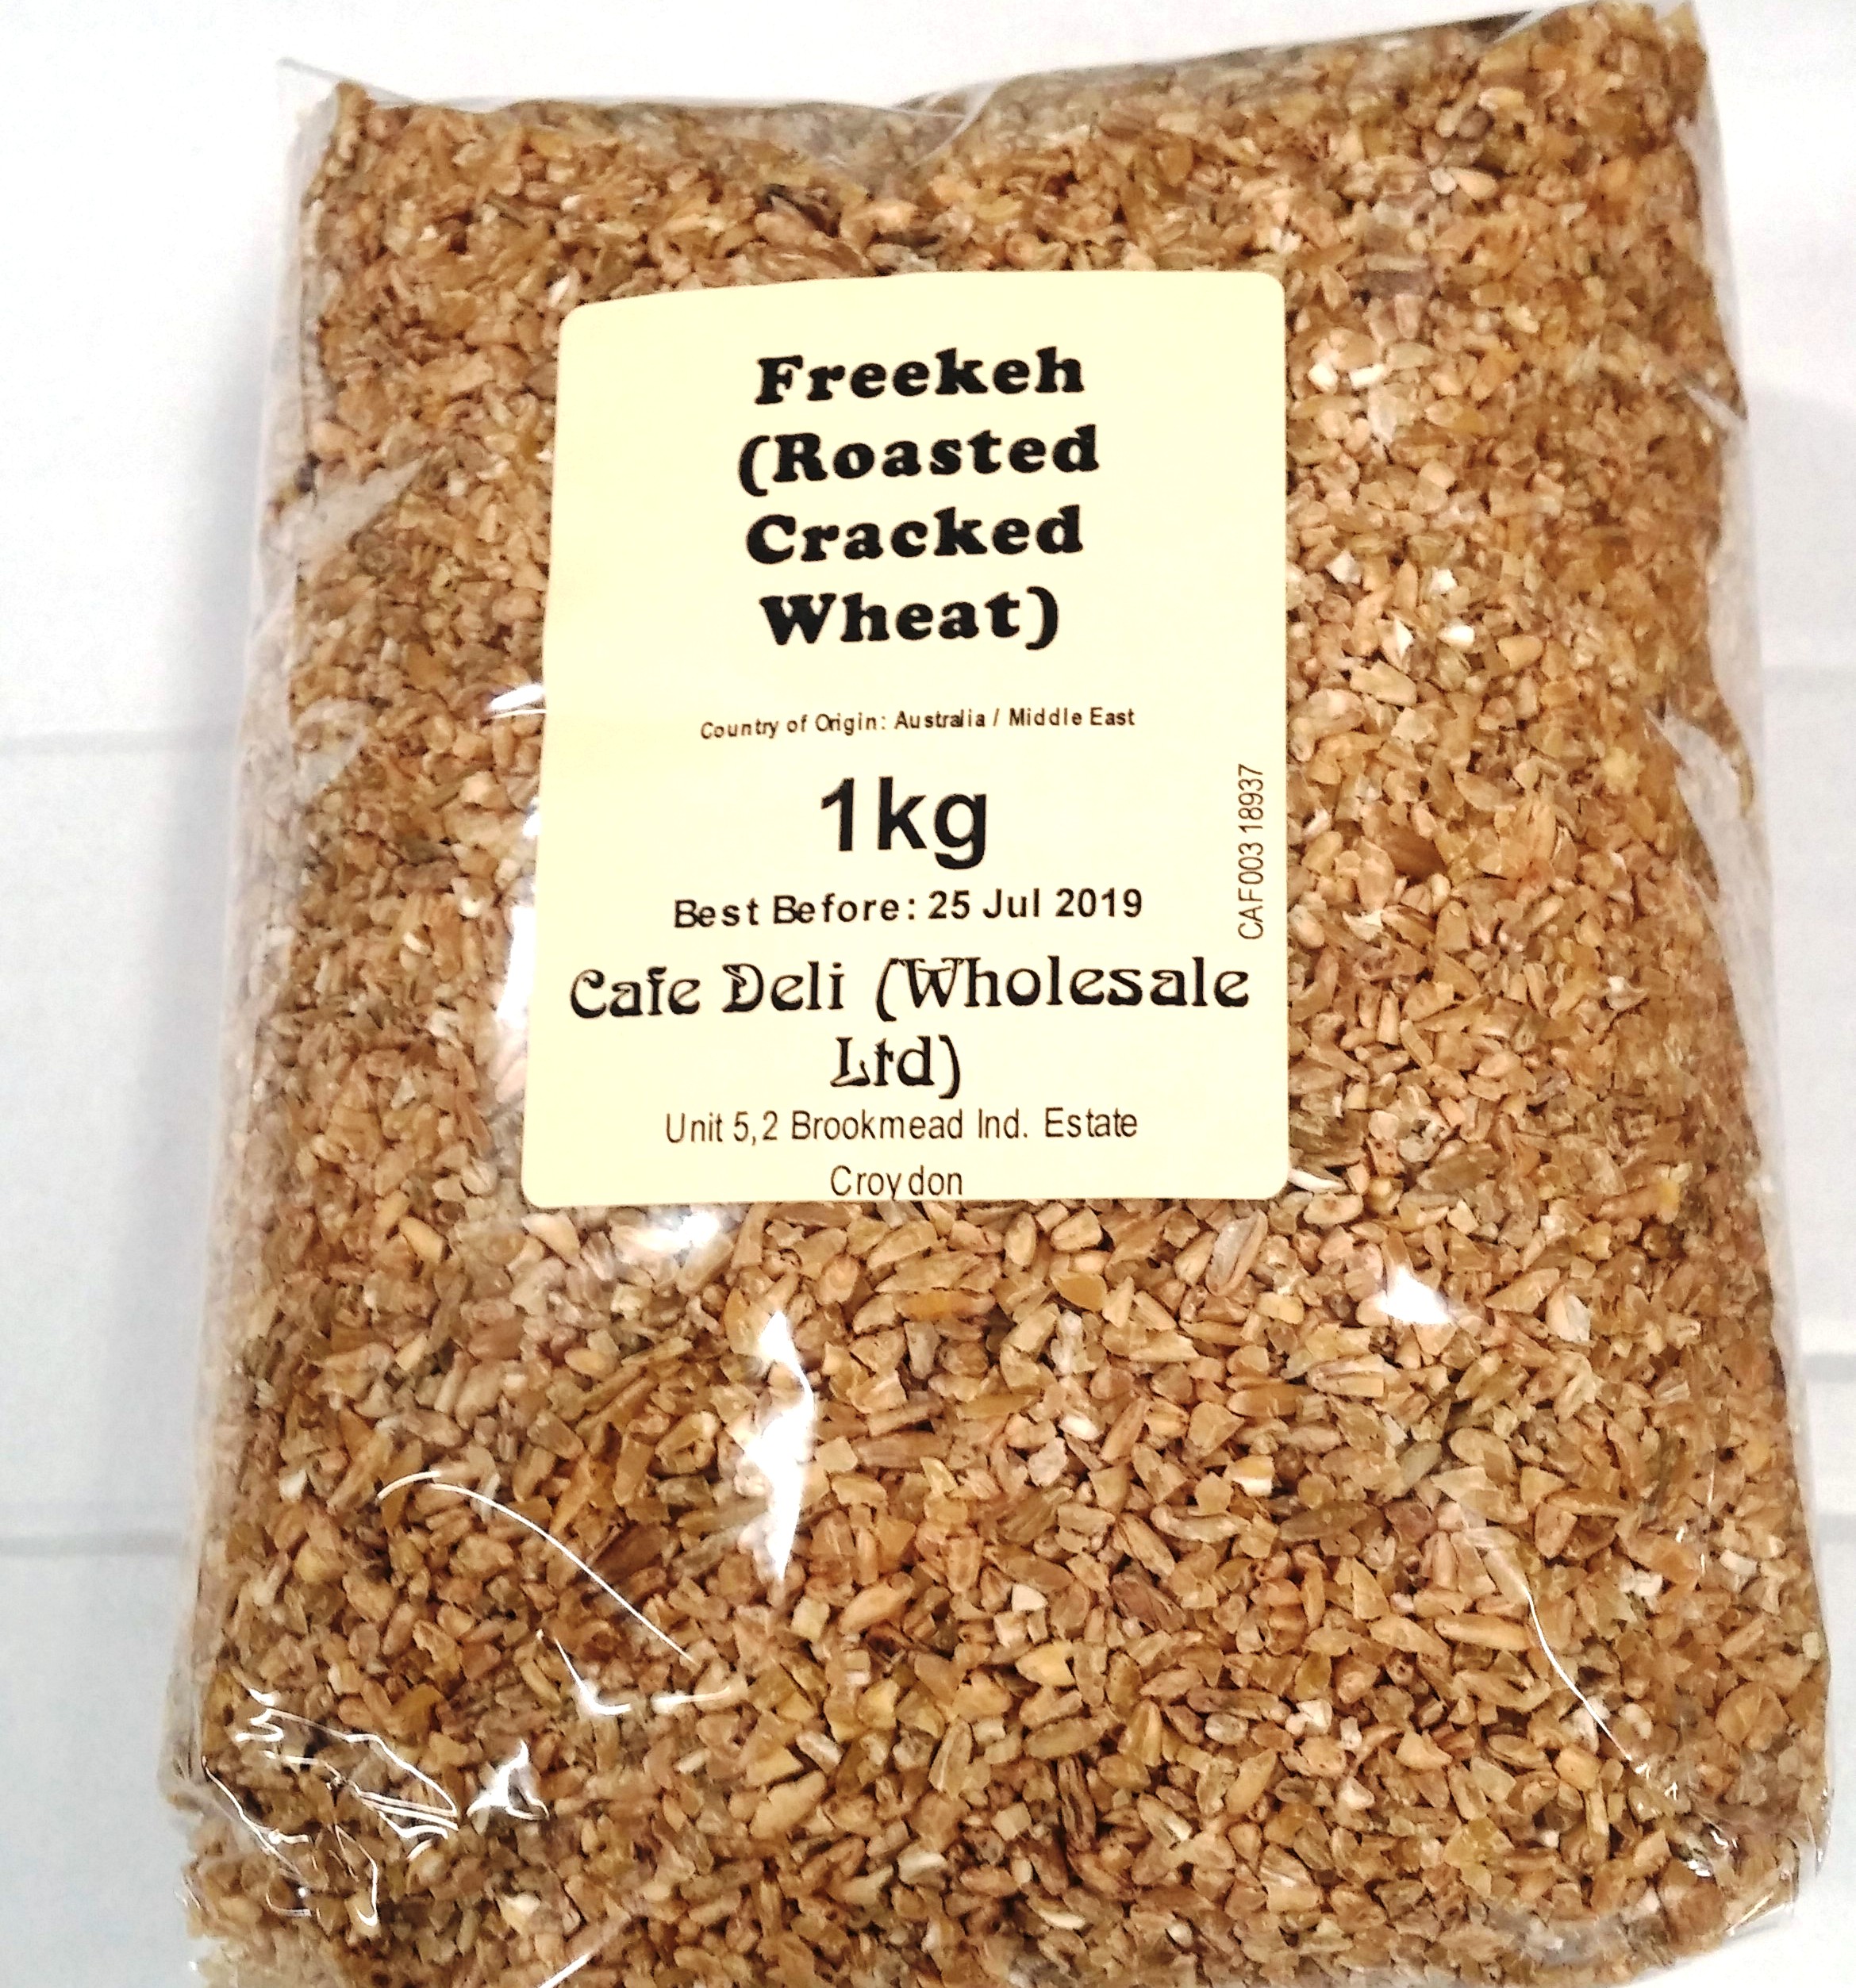 Freekeh
(Roasted
Cracked
Wheat)
Country of Origin: Australia / Middle East
1kg
Best Before: 25 Jul 2019
CAF003 18937
Cafe Deli (Wholesale
Ltd)
Unit 5,2 Brookmead Ind. Estate
Croydon